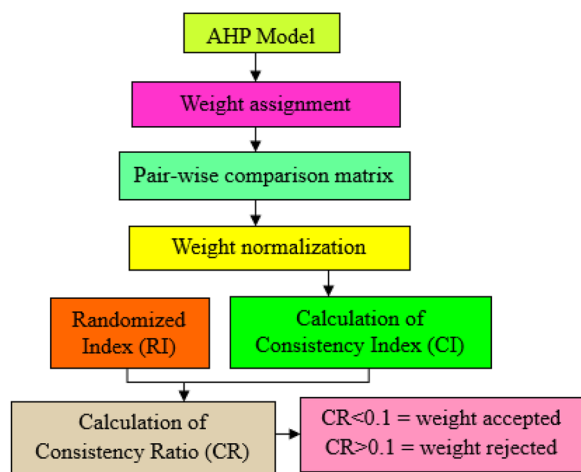 AHP Model
Weight assignment
Pair-wise comparison matrix
Weight normalization
Randomized
Index (RI)
Calculation of
Consistency Index (CI)
Calculation of
Consistency Ratio (CR)
CR<0.1 = weight accepted
CR>0.1 = weight rejected